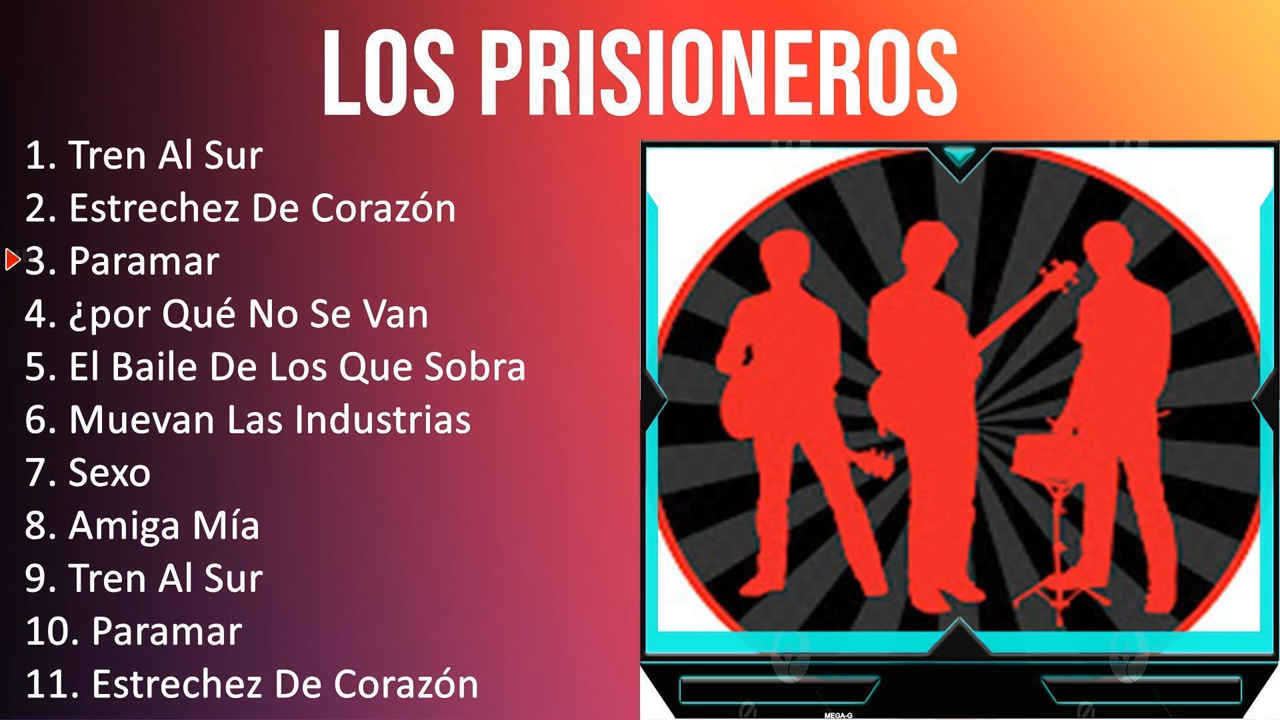 LOS PRISIONEROS
1. Tren Al Sur
2. Estrechez De Corazón
3. Paramar
4. ¿por Qué No Se Van
5. El Baile De Los Que Sobra
6. Muevan Las Industrias
7. Sexo
8. Amiga Mía
9. Tren Al Sur
10. Paramar
11. Estrechez De Corazón
MEGA-G